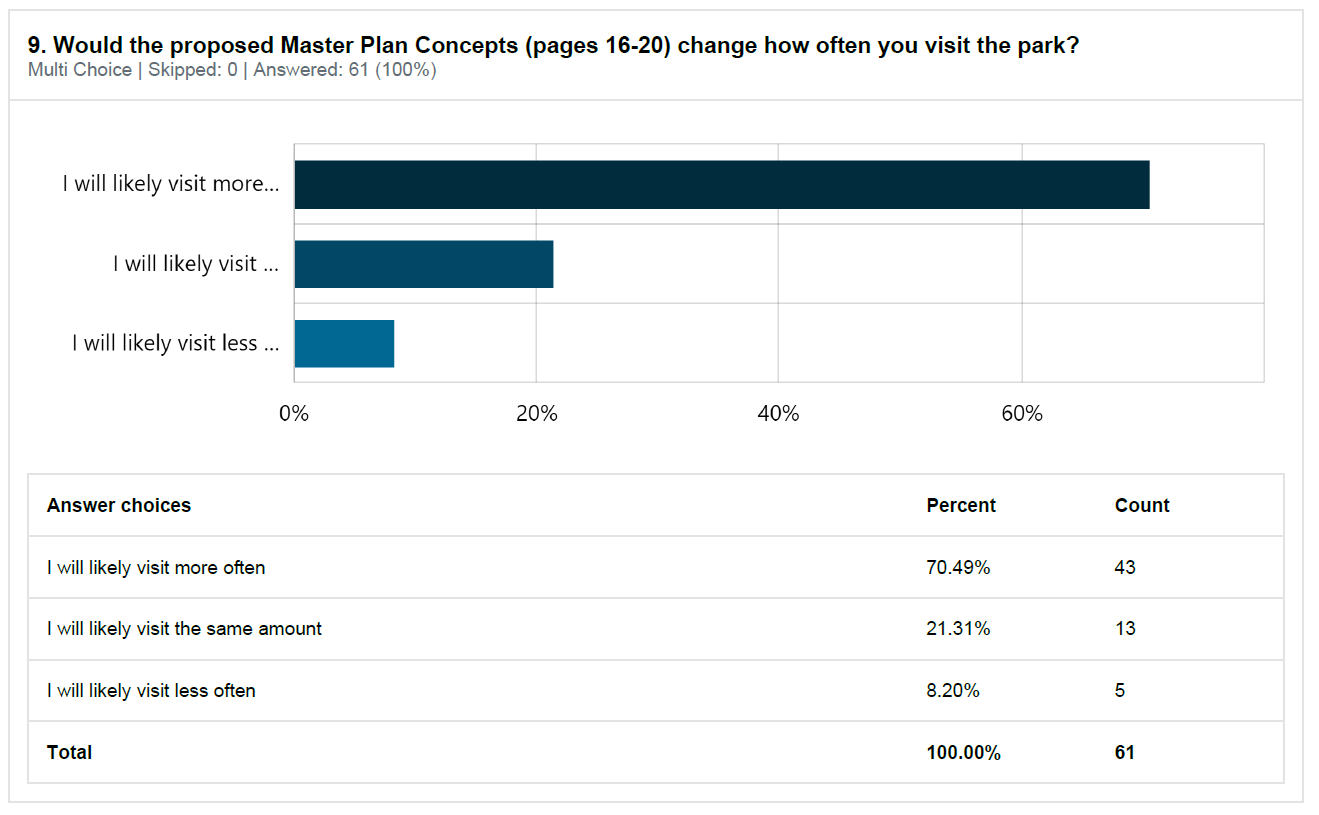 9. Would the proposed Master Plan Concepts (pages 16-20) change how often you visit the park?
Multi Choice | Skipped: 0 | Answered: 61 (100%)
I will likely visit more...
I will likely visit ...
I will likely visit less ...
0% 20% 40% 60%
Answer choices Percent Count
I will likely visit more often 70.49% 43
I will likely visit the same amount 21.31% 13
I will likely visit less often 8.20% 5
Total 100.00% 61